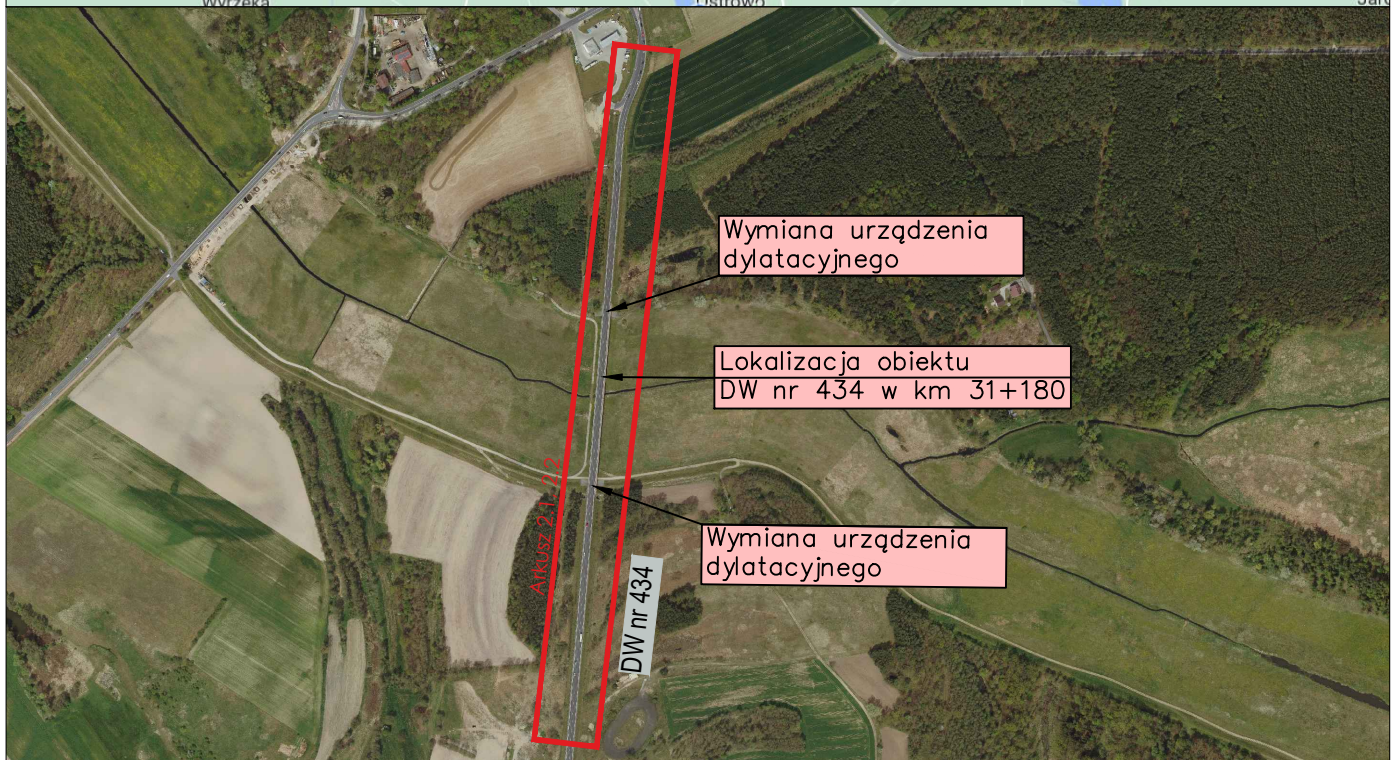 Wyrzeka
Ostrowo
Wymiana urządzenia
dylatacyjnego
Lokalizacja obiektu
DW nr 434 w km 31+180
Arkusz 2.1 - 2.2
Wymiana urządzenia
dylatacyjnego
DW nr 434